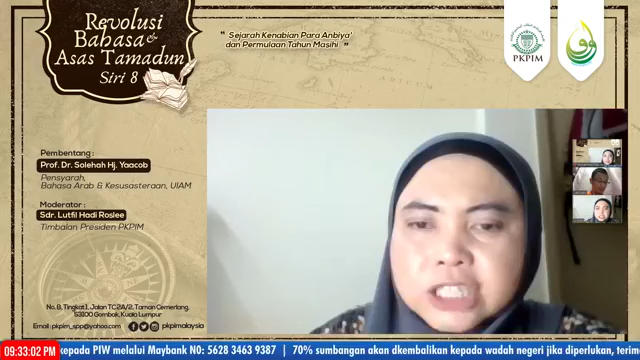 Revolusi
Bahasa &
Asas Tamadun
Siri 8
" Sejarah Kenabian Para Anbiya'
dan Permulaan Tahun Masihi "
PKPIM
Pembentang :
Prof. Dr. Solehah Hj. Yaacob
Pensyarah,
Bahasa Arab & Kesusasteraan, UIAM
Moderator :
Sdr. Lutfil Hadi Roslee
Timbalan Presiden PKPIM
No. 8, Tingkat 1, Jalan TC2A/2, Taman Cemerlang,
53100 Gombak, Kuala Lumpur
Email : pkpim_spp@yahoo.com pkpimalaysia
09:33:02 PM kepada PIW melalui Maybank NO: 5628 3463 9387 | 70% sumbangan akan dkembalikan kepada wadah negeri jika diperlukan, terim